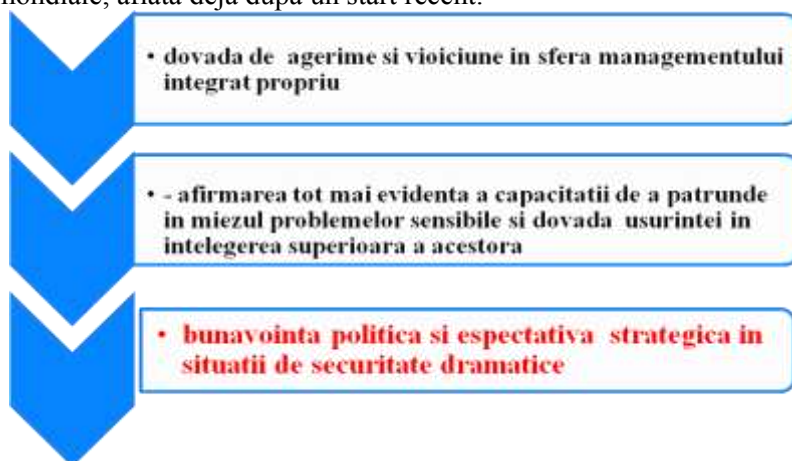 mondiale, aflata deja dupa un start recent:
• dovada de agerime si vioiciune in sfera managementului
integrat propriu
• - afirmarea tot mai evidenta a capacitatii de a patrunde
in miezul problemelor sensibile si dovada usurintei in
intelegerea superioara a acestora
• bunavointa politica si espectativa strategica in
situatii de securitate dramatice